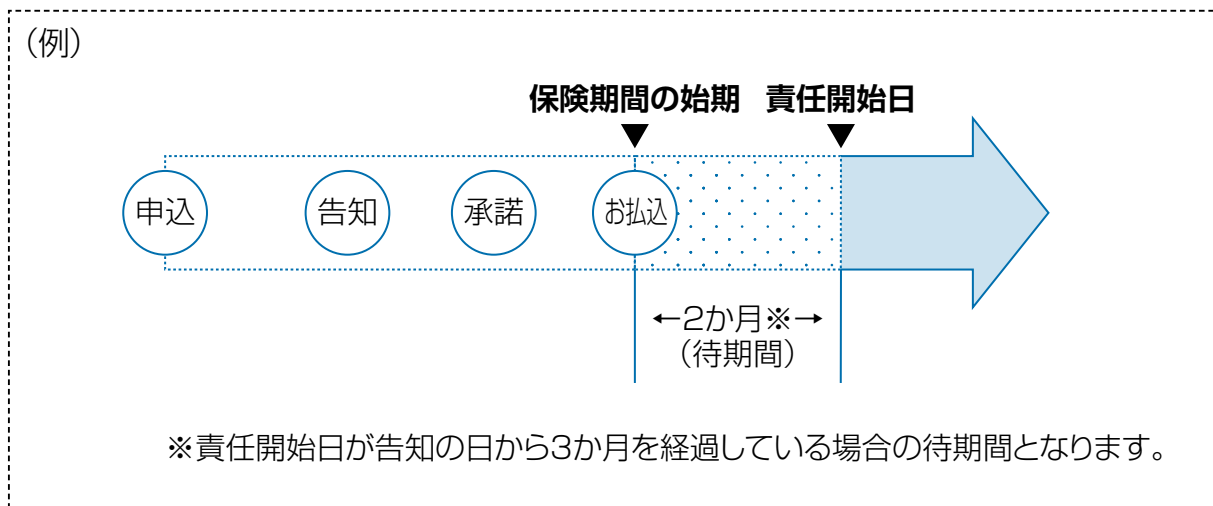 (例)
保険期間の始期 責任開始日
▼ ▼
申込 告知 承諾 お払込
←2か月※→
(待期間)
※責任開始日が告知の日から3か月を経過している場合の待期間となります。